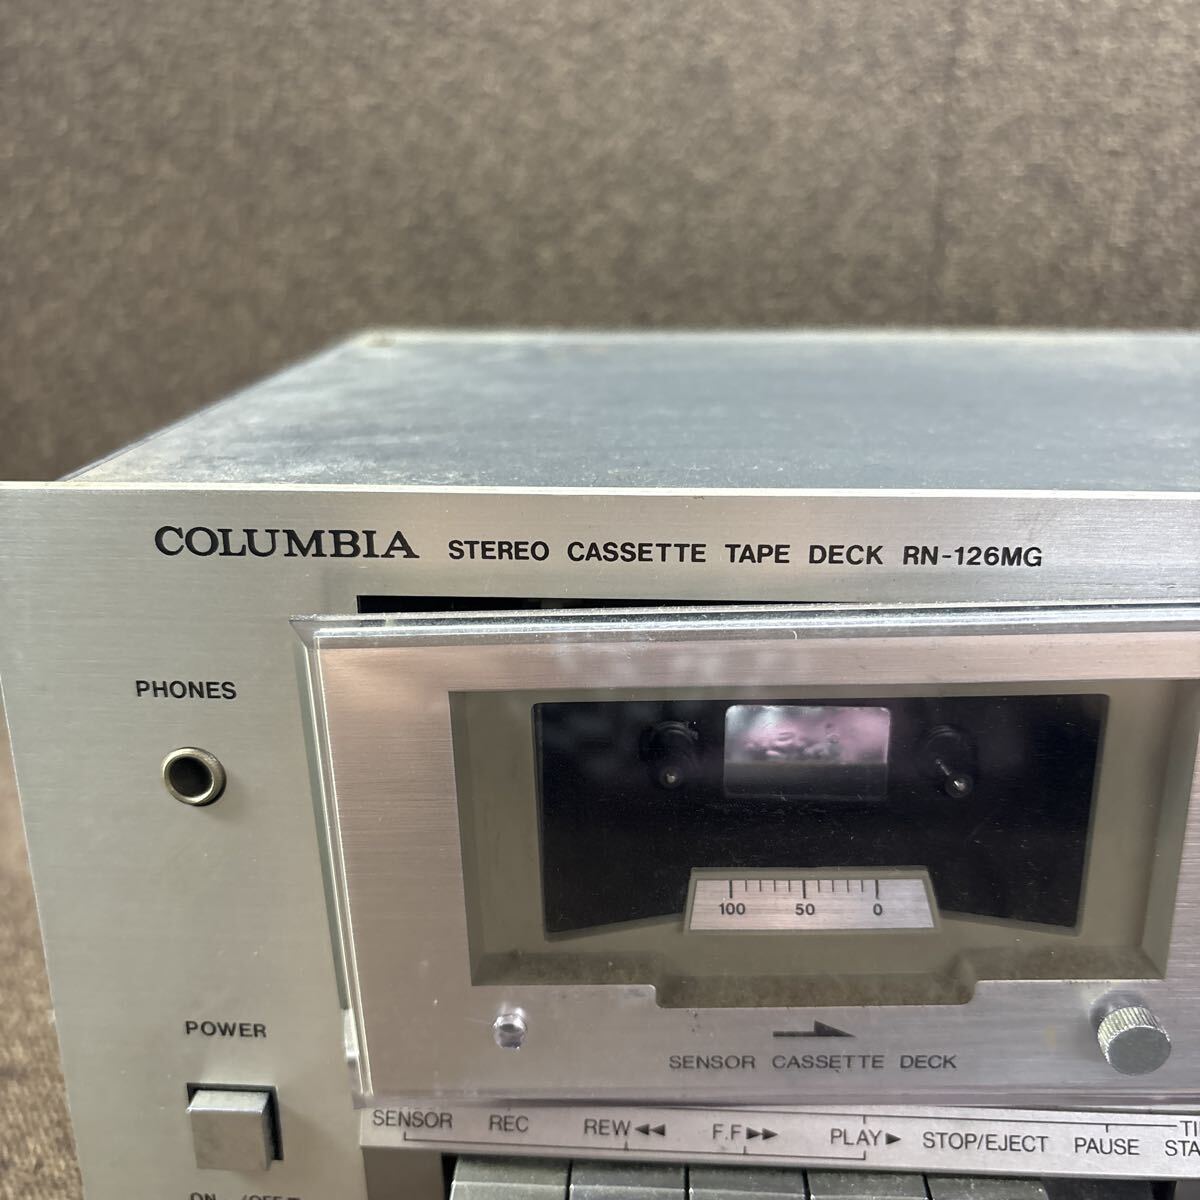 COLUMBIA STEREO CASSETTE TAPE DECK RN-126MG
PHONES
100 50 0
POWER
SENSOR CASSETTE DECK
SENSOR REC REW◀◀ F.F▶▶ PLAY▶ STOP/EJECT PAUSE